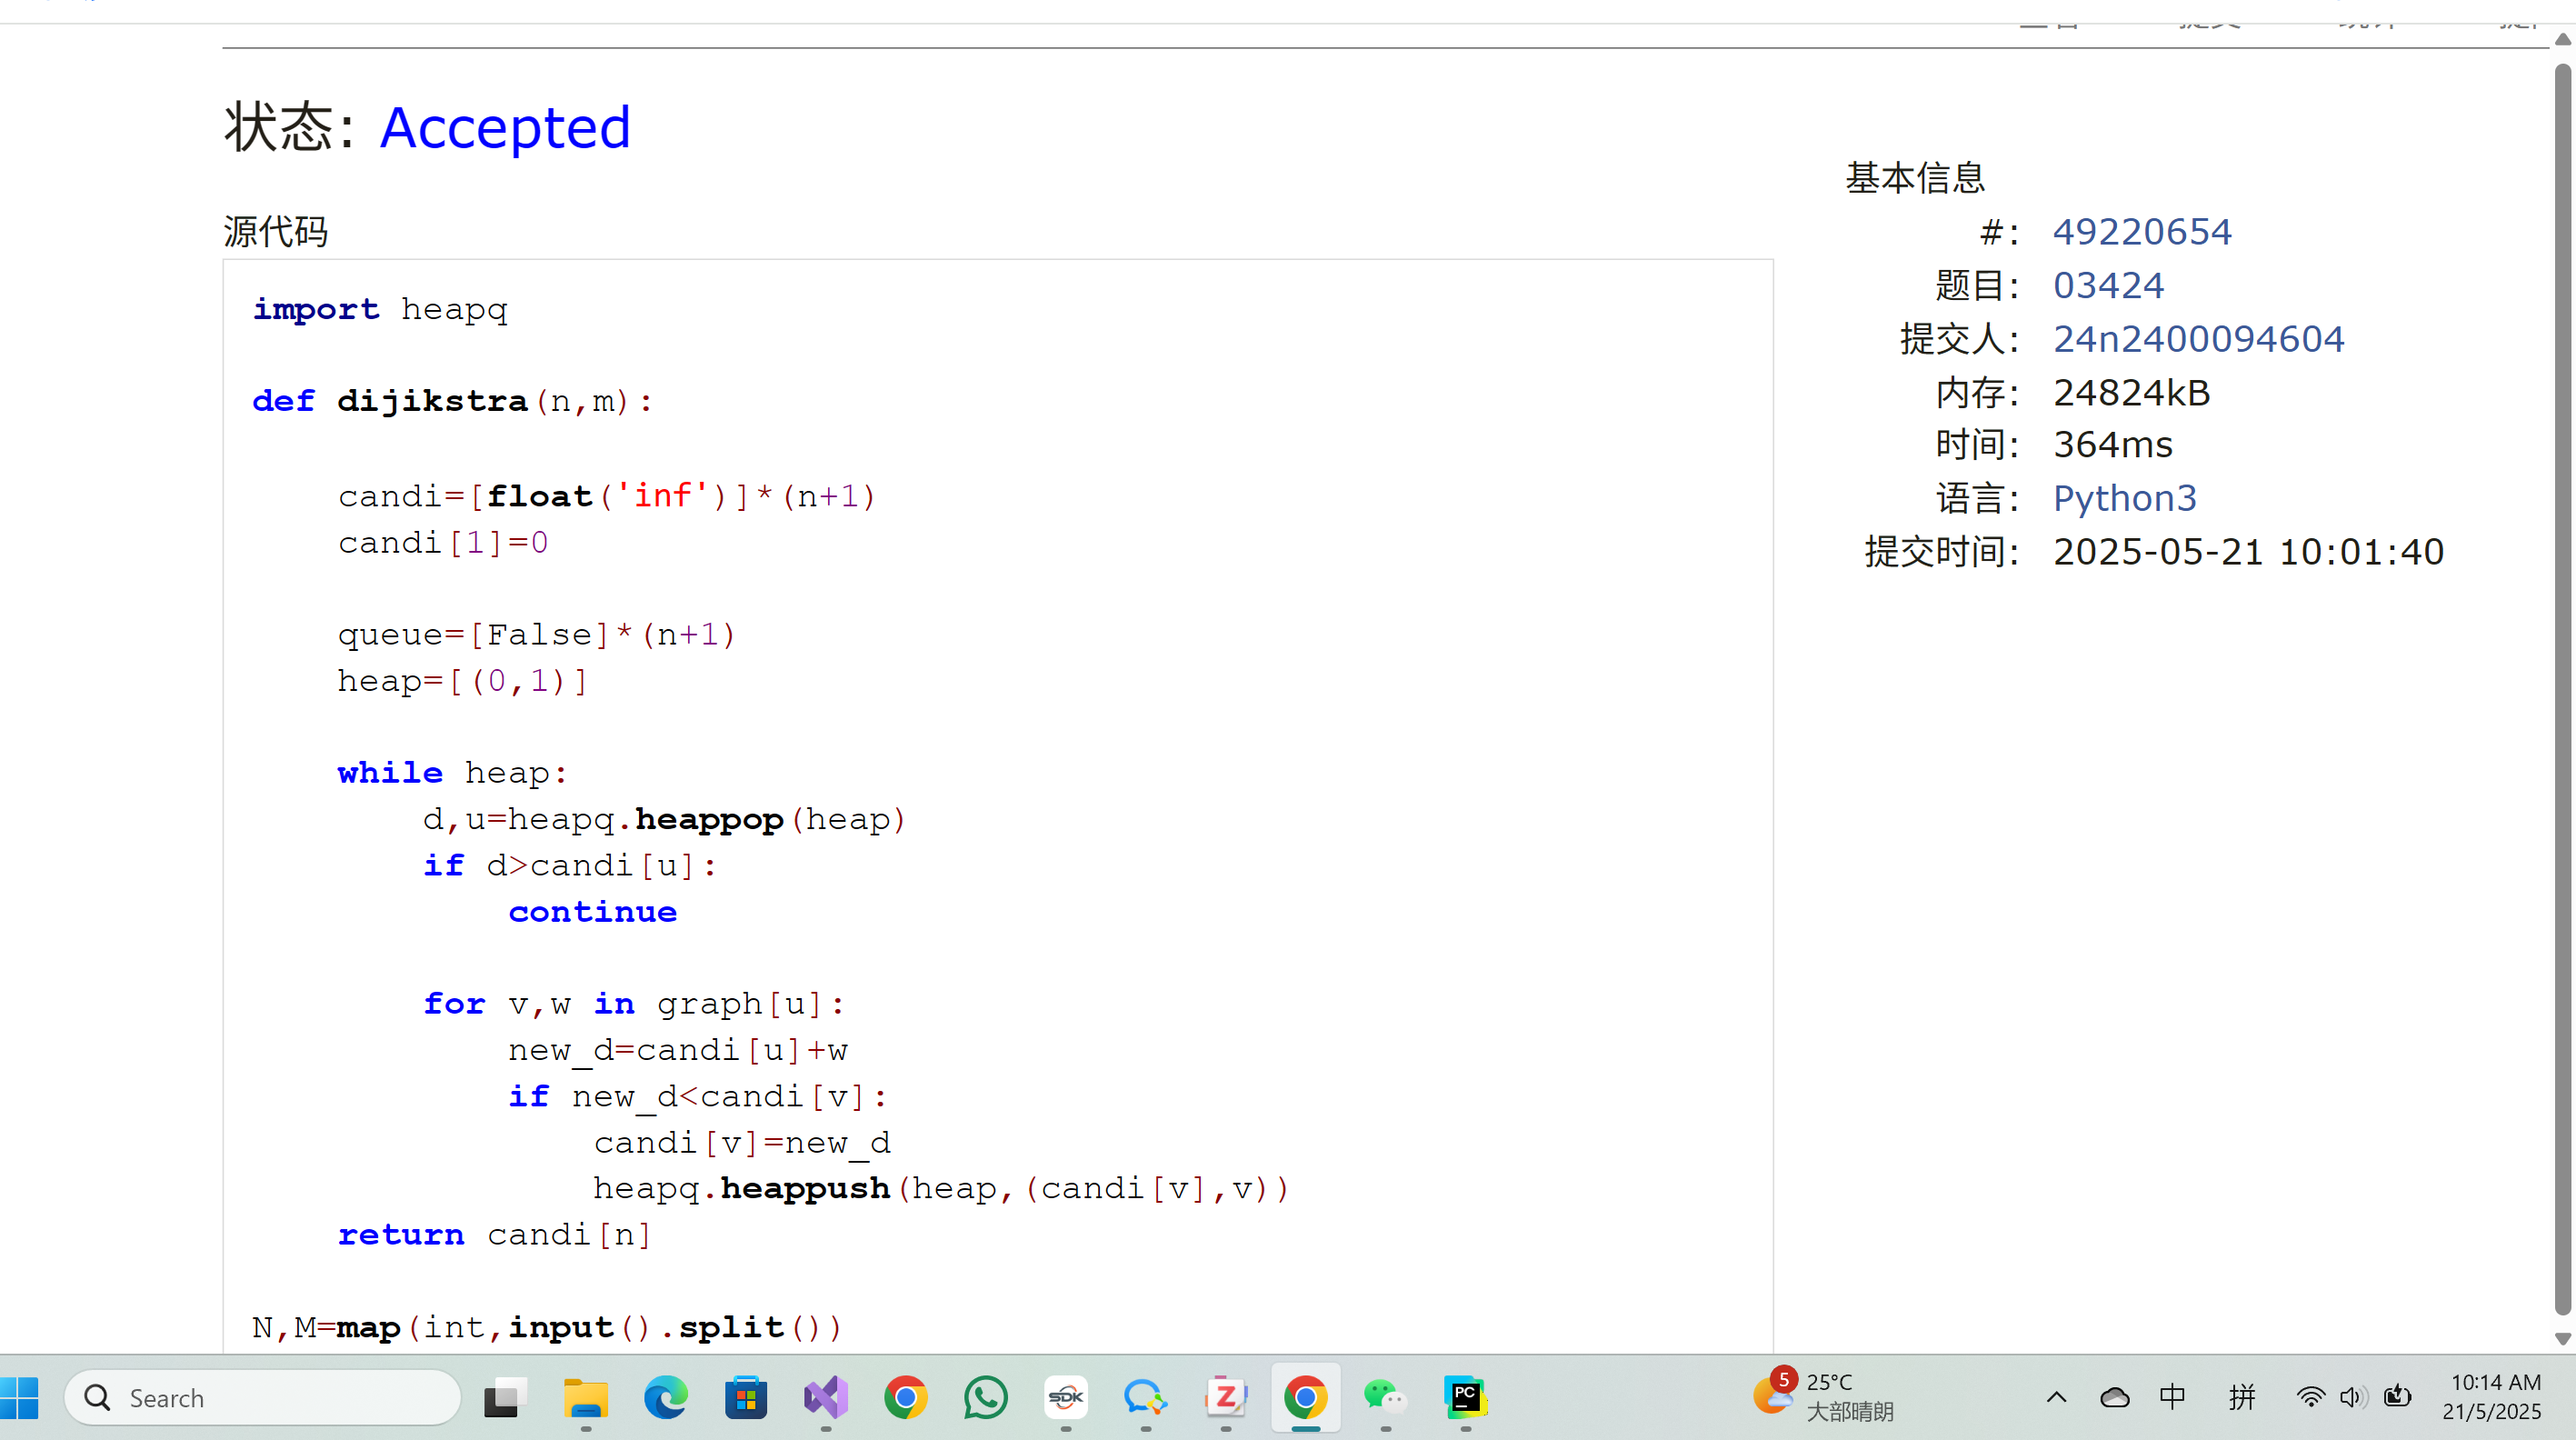 状态: Accepted
源代码
import heapq
def dijikstra(n,m):
    candi=[float('inf')]*(n+1)
    candi[1]=0
    queue=[False]*(n+1)
    heap=[(0,1)]
    while heap:
        d,u=heapq.heappop(heap)
        if d>candi[u]:
            continue
        for v,w in graph[u]:
            new_d=candi[u]+w
            if new_d<candi[v]:
                candi[v]=new_d
                heapq.heappush(heap,(candi[v],v))
    return candi[n]
N,M=map(int,input().split())
基本信息
#: 49220654
题目: 03424
提交人: 24n2400094604
内存: 24824kB
时间: 364ms
语言: Python3
提交时间: 2025-05-21 10:01:40
Search
SDK
Z
PC
5
25°C
大部晴朗
中
拼
10:14 AM
21/5/2025